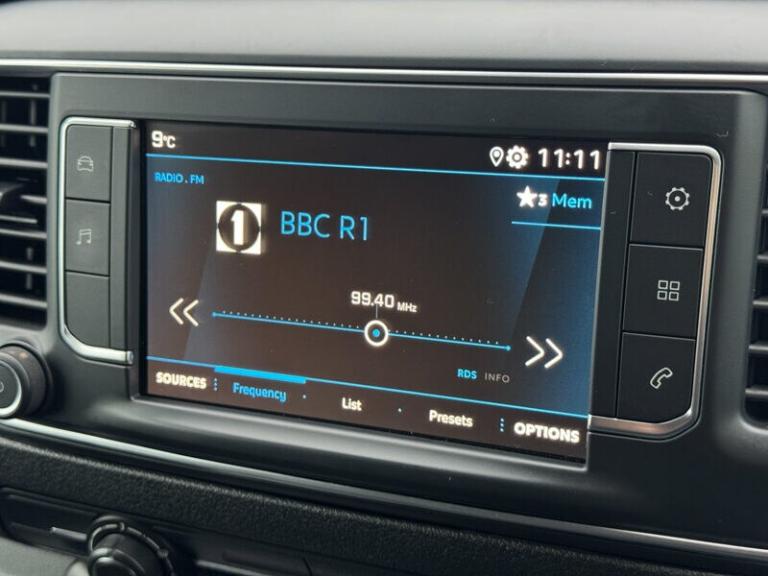 9°C
11:11
RADIO . FM
3 Mem
1 BBC R1
99.40 MHz
RDS INFO
SOURCES Frequency List Presets OPTIONS